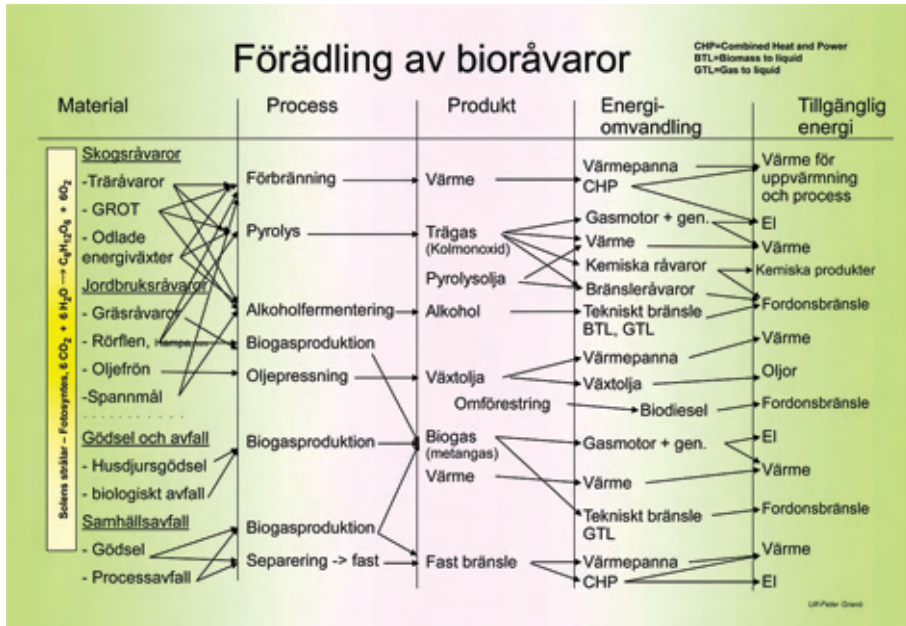 Förädling av bioråvaror
CHP=Combined Heat and Power
BTL=Biomass to liquid
GTL=Gas to liquid
Material
Process
Produkt
Energi-
omvandling
Tillgänglig
energi
Solens strålar – Fotosyntes, 6 CO2 + 6 H2O → C6H12O6 + 6O2
Skogsråvaror
-Träråvaror
- GROT
- Odlade
energiväxter
Jordbruksråvaror
- Gräsråvaror
- Rörflen,
- Oljefrön
-Spannmål
. . . . . . . . . . .
Gödsel och avfall
- Husdjursgödsel
- biologiskt avfall
Samhällsavfall
- Gödsel
- Processavfall
Förbränning
Pyrolys
Alkoholfermentering
Biogasproduktion
Oljepressning
Biogasproduktion
Biogasproduktion
Separering -> fast
Värme
Trägas
(Kolmonoxid)
Pyrolysolja
Alkohol
Växtolja
Omförestring
Biogas
(metangas)
Värme
Fast bränsle
Värmepanna
CHP
Gasmotor + gen.
Värme
Kemiska råvaror
Bränsleråvaror
Tekniskt bränsle
BTL, GTL
Värmepanna
Växtolja
Biodiesel
Gasmotor + gen.
Värme
Tekniskt bränsle
GTL
Värmepanna
CHP
Värme för
uppvärmning
och process
El
Värme
Kemiska produkter
Fordonsbränsle
Värme
Oljor
Fordonsbränsle
El
Värme
Fordonsbränsle
Värme
El
Ulf-Peter Granö